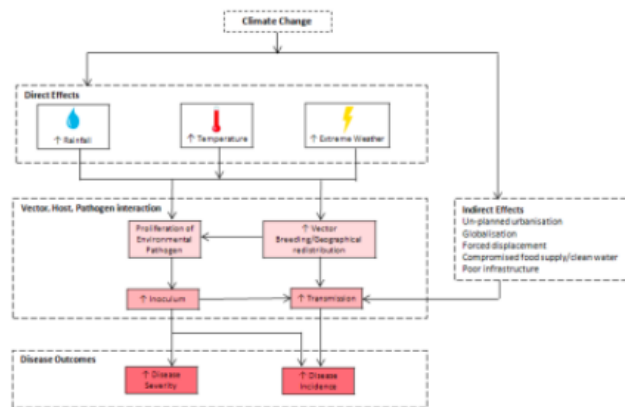 Climate Change
Direct Effects
↑ Rainfall
↑ Temperature
↑ Extreme Weather
Vector, Host, Pathogen interaction
Proliferation of
Environmental
Pathogen
↑ Vector
Breeding/Geographical
redistribution
↑ Inoculum
↑ Transmission
Indirect Effects
Un-planned urbanisation
Globalisation
Forced displacement
Compromised food supply/clean water
Poor infrastructure
Disease Outcomes
↑ Disease
Severity
↑ Disease
Incidence